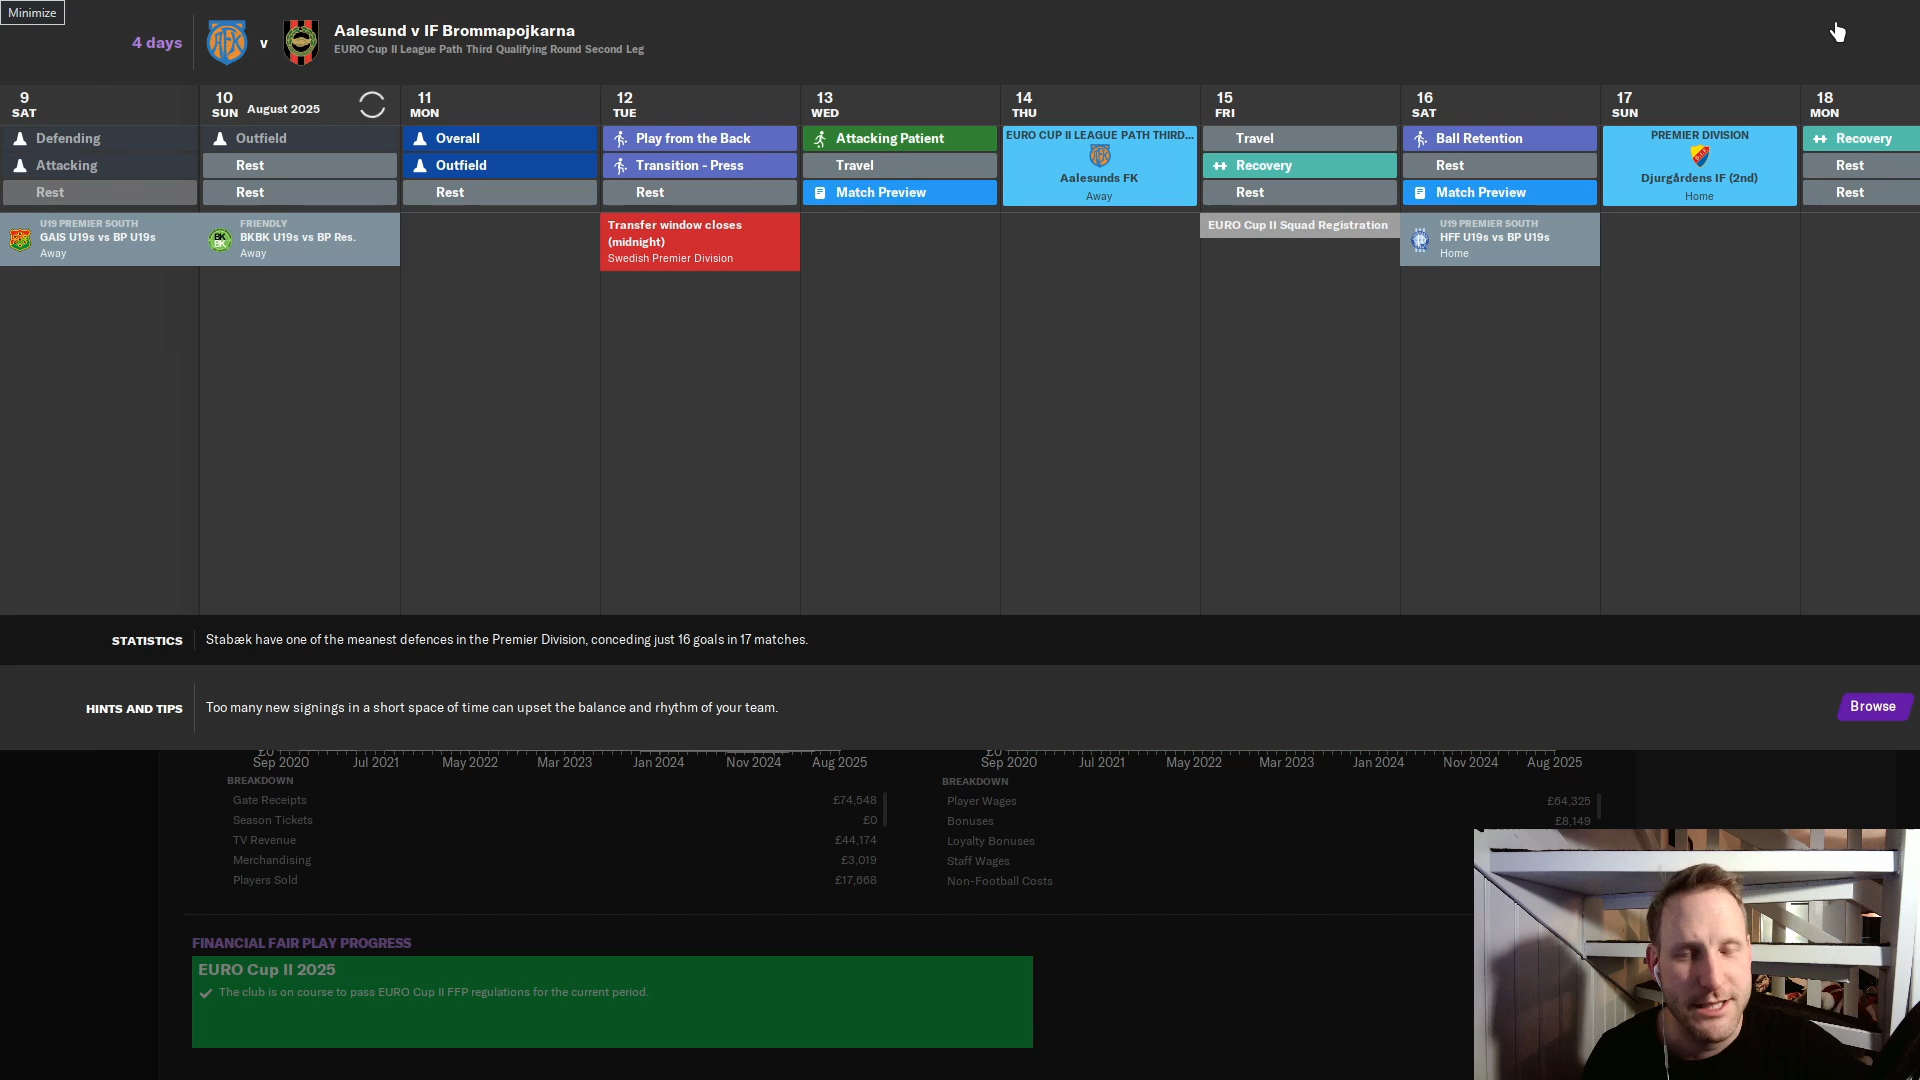 Minimize
4 days
v
Aalesund v IF Brommapojkarna
EURO Cup II League Path Third Qualifying Round Second Leg
9
SAT
10
SUN
August 2025
11
MON
12
TUE
13
WED
14
THU
15
FRI
16
SAT
17
SUN
18
MON
Defending
Attacking
Rest
Outfield
Rest
Rest
Overall
Outfield
Rest
Play from the Back
Transition - Press
Rest
Attacking Patient
Travel
Match Preview
EURO CUP II LEAGUE PATH THIRD...
Aalesunds FK
Away
Travel
Recovery
Rest
Ball Retention
Rest
Match Preview
PREMIER DIVISION
Djurgårdens IF (2nd)
Home
Recovery
Rest
Rest
U19 PREMIER SOUTH
GAIS U19s vs BP U19s
Away
FRIENDLY
BKBK U19s vs BP Res.
Away
Transfer window closes
(midnight)
Swedish Premier Division
EURO Cup II Squad Registration
U19 PREMIER SOUTH
HFF U19s vs BP U19s
Home
STATISTICS
Stabæk have one of the meanest defences in the Premier Division, conceding just 16 goals in 17 matches.
HINTS AND TIPS
Too many new signings in a short space of time can upset the balance and rhythm of your team.
Browse
£0
Sep 2020 Jul 2021 May 2022 Mar 2023 Jan 2024 Nov 2024 Aug 2025
£0
Sep 2020 Jul 2021 May 2022 Mar 2023 Jan 2024 Nov 2024 Aug 2025
BREAKDOWN
Gate Receipts £74,548
Season Tickets £0
TV Revenue £44,174
Merchandising £3,019
Players Sold £17,668
BREAKDOWN
Player Wages £64,325
Bonuses £8,149
Loyalty Bonuses
Staff Wages
Non-Football Costs
FINANCIAL FAIR PLAY PROGRESS
EURO Cup II 2025
The club is on course to pass EURO Cup II FFP regulations for the current period.